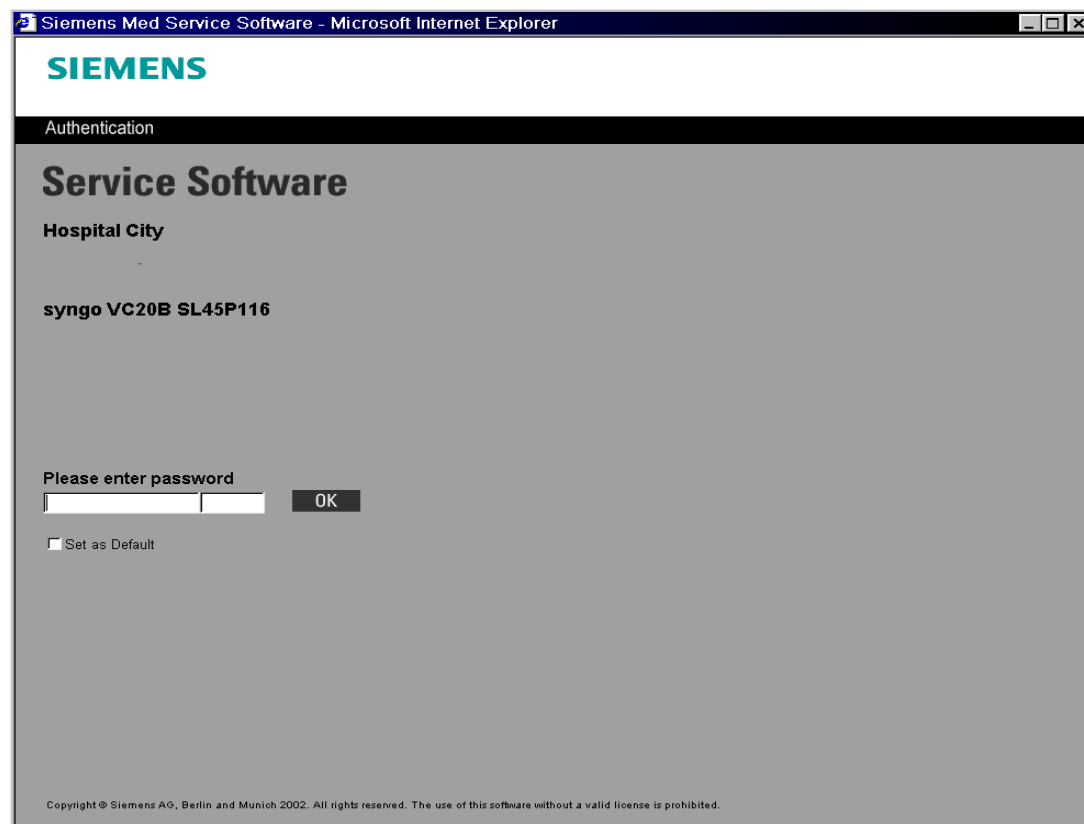 Siemens Med Service Software - Microsoft Internet Explorer
SIEMENS
Authentication
Service Software
Hospital City
syngo VC20B SL45P116
Please enter password
OK
Set as Default
Copyright © Siemens AG, Berlin and Munich 2002. All rights reserved. The use of this software without a valid license is prohibited.